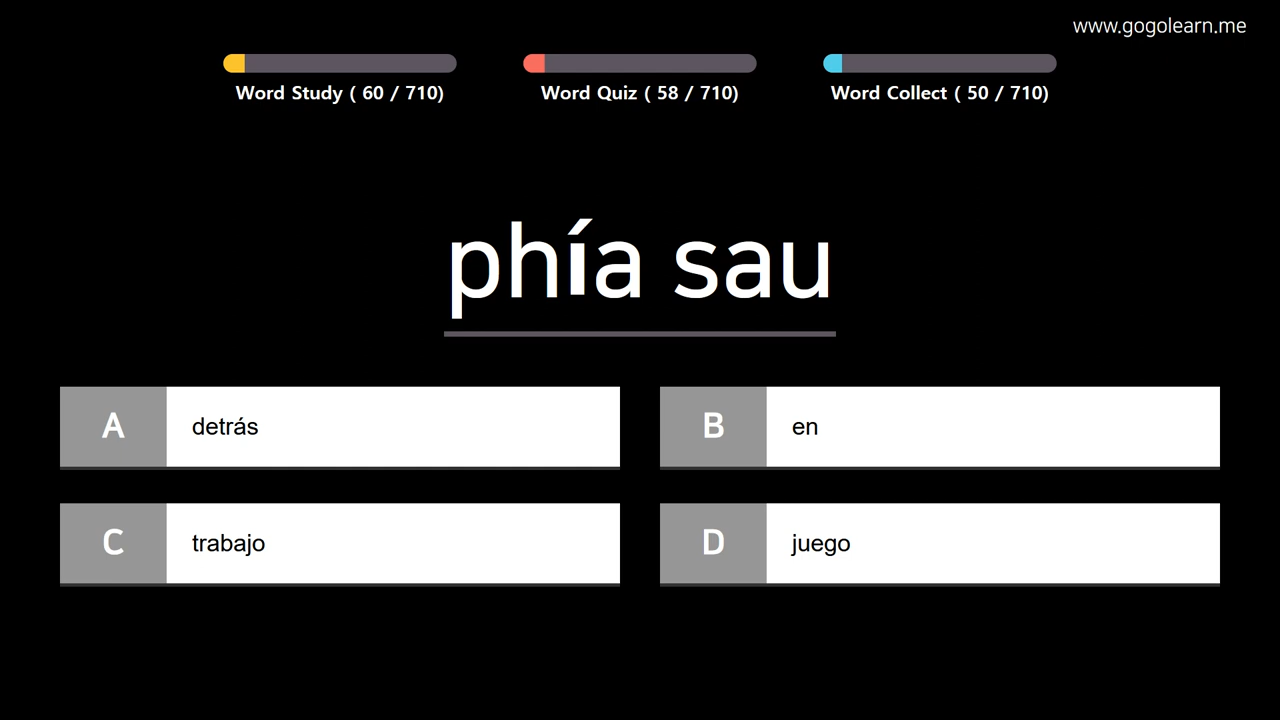 www.gogolearn.me
Word Study ( 60 / 710)
Word Quiz ( 58 / 710)
Word Collect ( 50 / 710)
phía sau
A detrás
B en
C trabajo
D juego